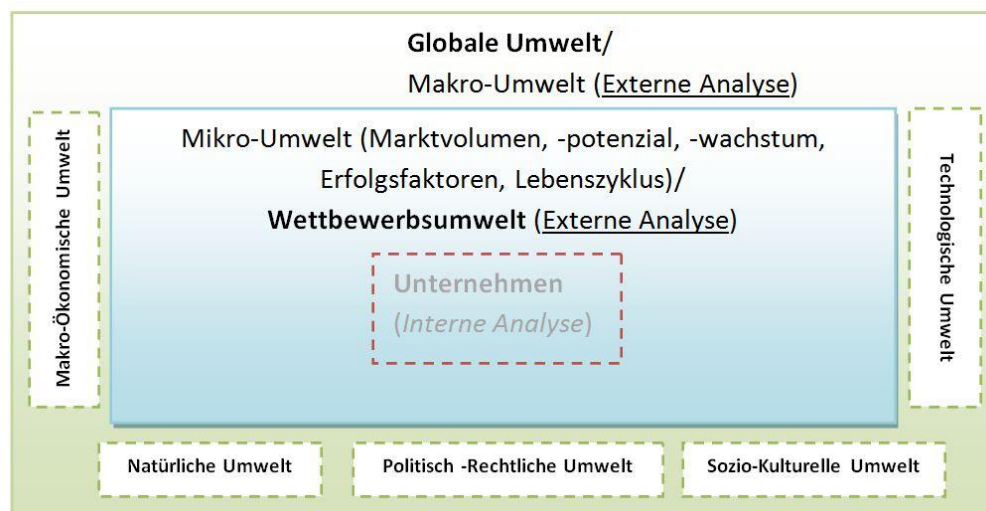 Globale Umwelt/
Makro-Umwelt (Externe Analyse)
Mikro-Umwelt (Marktvolumen, -potenzial, -wachstum,
Erfolgsfaktoren, Lebenszyklus)/
Wettbewerbsumwelt (Externe Analyse)
Unternehmen
(Interne Analyse)
Makro-Ökonomische Umwelt
Technologische Umwelt
Natürliche Umwelt
Politisch -Rechtliche Umwelt
Sozio-Kulturelle Umwelt